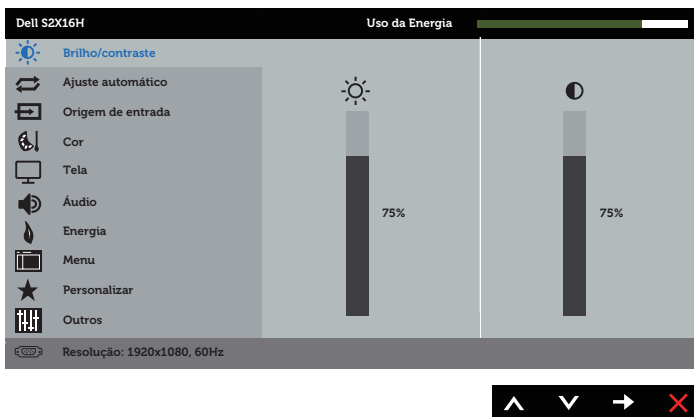 Dell S2X16H
Uso da Energia
Brilho/contraste
Ajuste automático
Origem de entrada
Cor
Tela
Áudio
Energia
Menu
Personalizar
Outros
75%
75%
Resolução: 1920x1080, 60Hz